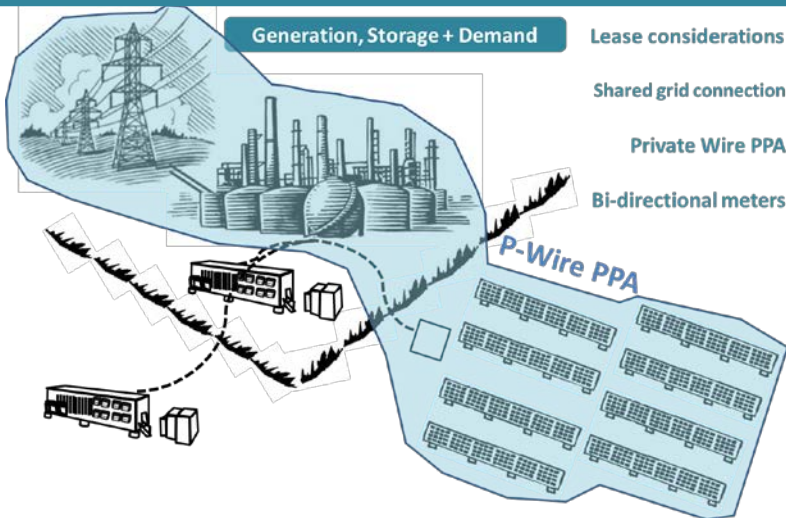 Generation, Storage + Demand
Lease considerations
Shared grid connection
Private Wire PPA
Bi-directional meters
P-Wire PPA